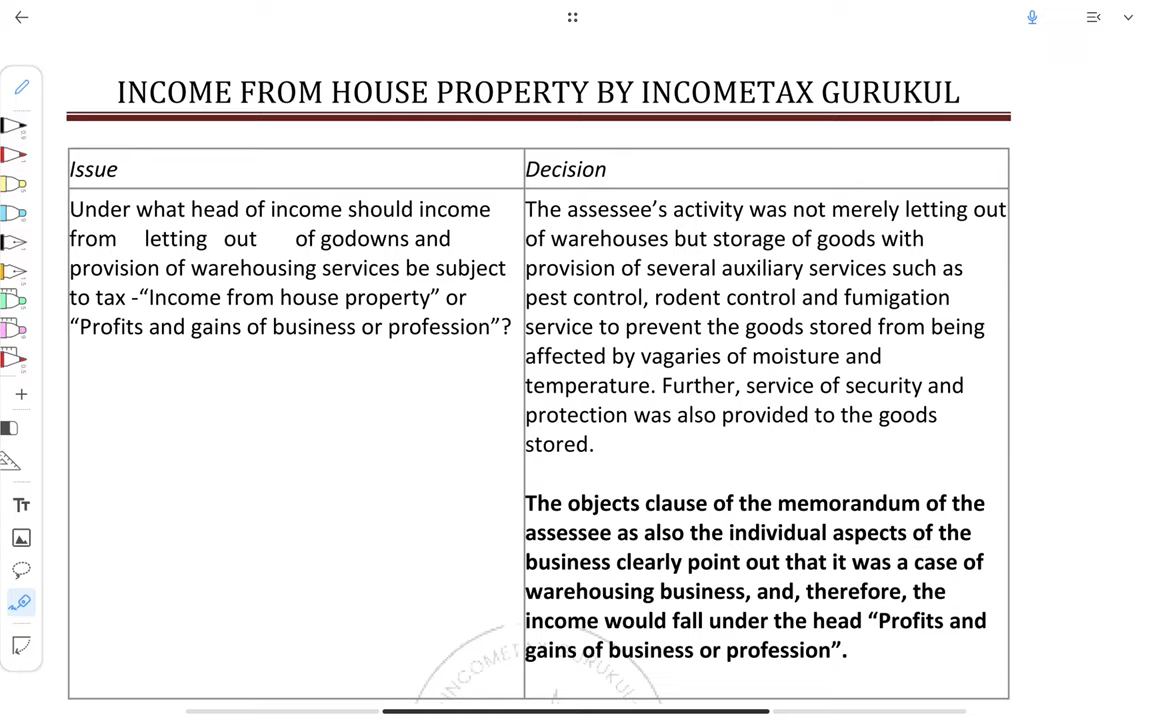 INCOME FROM HOUSE PROPERTY BY INCOMETAX GURUKUL
Issue
Decision
Under what head of income should income
from letting out of godowns and
provision of warehousing services be subject
to tax -“Income from house property” or
“Profits and gains of business or profession”?
The assessee’s activity was not merely letting out
of warehouses but storage of goods with
provision of several auxiliary services such as
pest control, rodent control and fumigation
service to prevent the goods stored from being
affected by vagaries of moisture and
temperature. Further, service of security and
protection was also provided to the goods
stored.
The objects clause of the memorandum of the
assessee as also the individual aspects of the
business clearly point out that it was a case of
warehousing business, and, therefore, the
income would fall under the head “Profits and
gains of business or profession”.
INCOMETAX GURUKUL
Tт